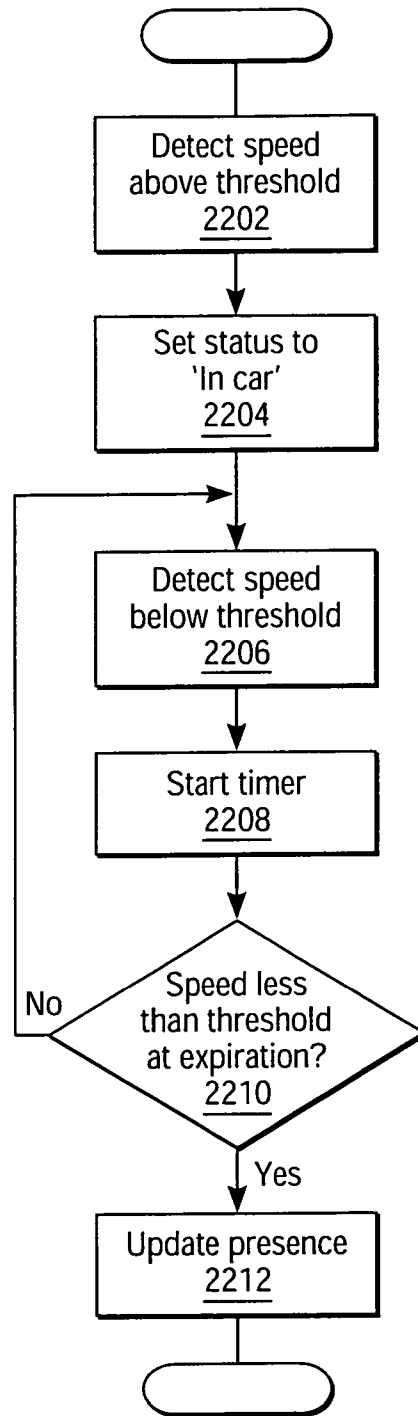 Detect speed
above threshold
2202
Set status to
'In car'
2204
Detect speed
below threshold
2206
Start timer
2208
No
Speed less
than threshold
at expiration?
2210
Yes
Update presence
2212